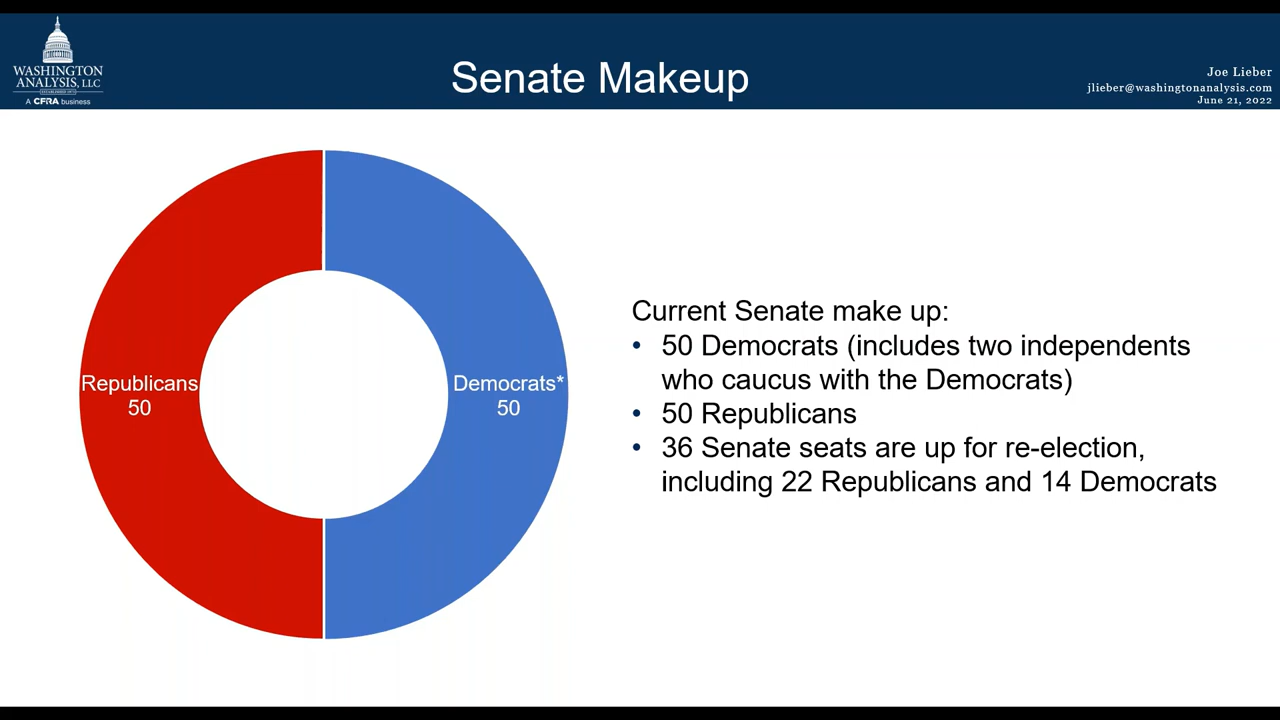 WASHINGTON
ANALYSIS, LLC
ESTABLISHED 1973
A CFRA business
Senate Makeup
Joe Lieber
jlieber@washingtonanalysis.com
June 21, 2022
Republicans
50
Democrats*
50
Current Senate make up:
• 50 Democrats (includes two independents
who caucus with the Democrats)
• 50 Republicans
• 36 Senate seats are up for re-election,
including 22 Republicans and 14 Democrats